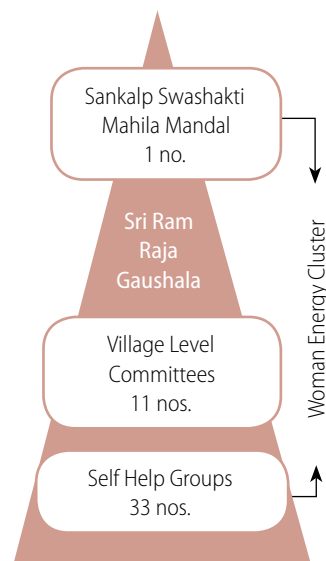 Sankalp Swashakti
Mahila Mandal
1 no.
Sri Ram
Raja
Gaushala
Village Level
Committees
11 nos.
Self Help Groups
33 nos.
Woman Energy Cluster